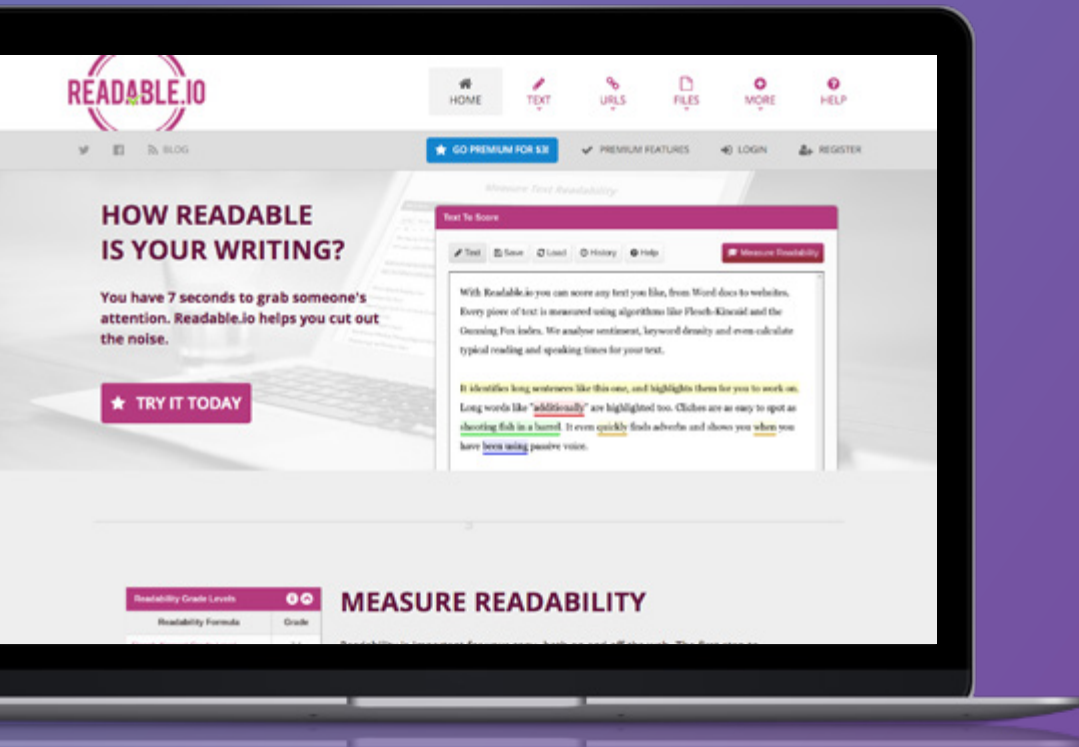 READABLE.IO
HOME TEXT URLS FILES MORE HELP
BLOG GO PREMIUM FOR $3! PREMIUM FEATURES LOGIN REGISTER
Measure Text Readability
HOW READABLE
IS YOUR WRITING?
You have 7 seconds to grab someone's
attention. Readable.io helps you cut out
the noise.
TRY IT TODAY
Text To Score
Text Save Load History Help Measure Readability
With Readable.io you can score any text you like, from Word docs to websites.
Every piece of text is measured using algorithms like Flesch-Kincaid and the
Gunning Fox index. We analyse sentiment, keyword density and even calculate
typical reading and speaking times for your text.
It identifies long sentences like this one, and highlights them for you to work on.
Long words like "additionally" are highlighted too. Cliches are as easy to spot as
shooting fish in a barrel. It even quickly finds adverbs and shows you when you
have been using passive voice.
Readability Grade Levels
Readability Formula Grade
MEASURE READABILITY